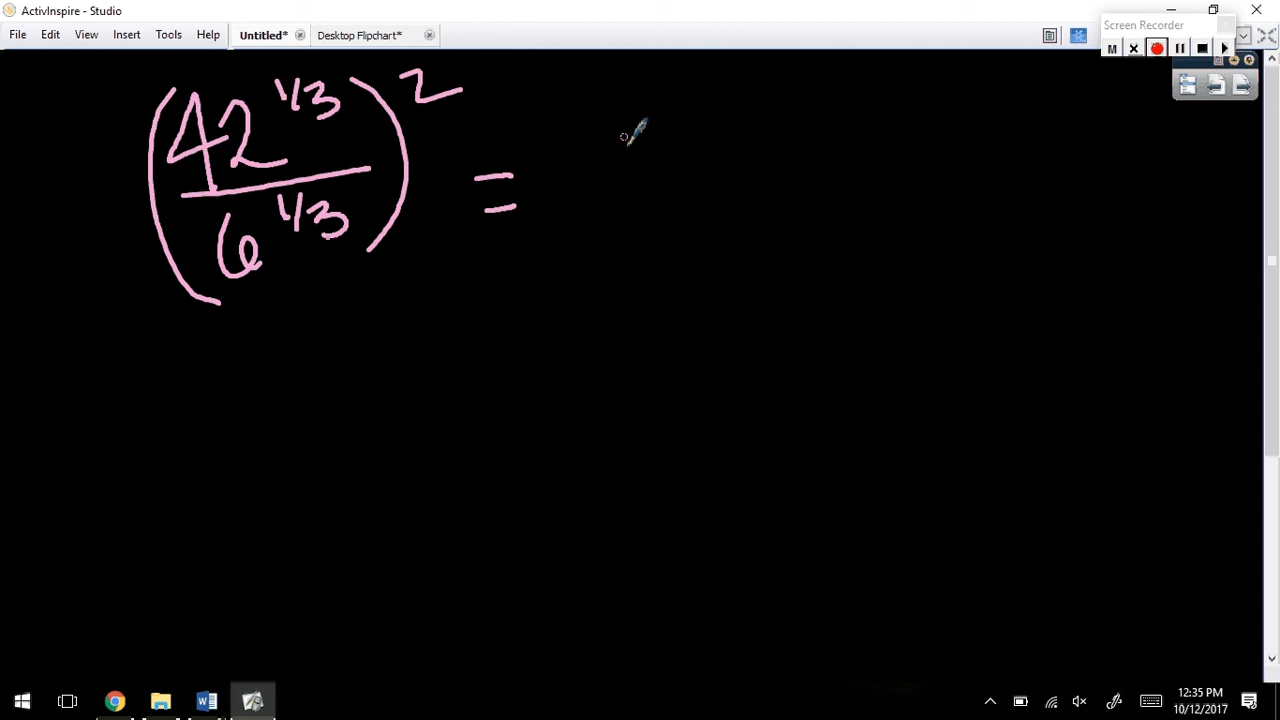 ActivInspire - Studio
Screen Recorder
File Edit View Insert Tools Help Untitled* Desktop Flipchart*
M
(42^1/3 / 6^1/3)^2 =
12:35 PM
10/12/2017